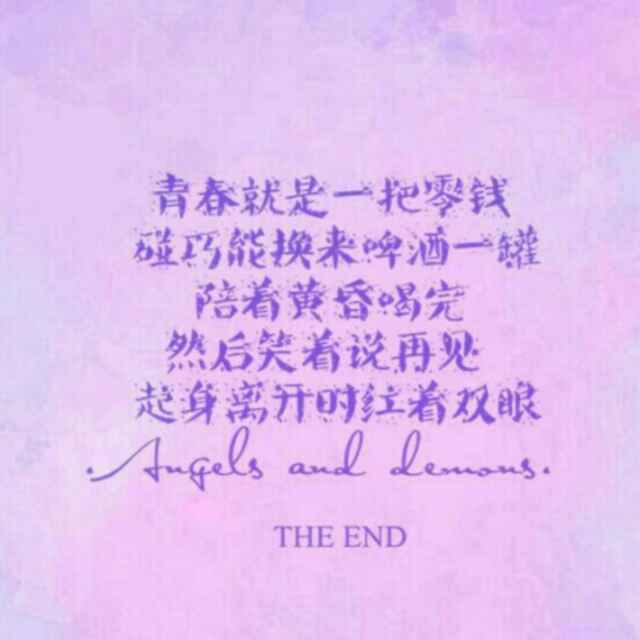 青春就是一把零钱
碰巧能换来啤酒一罐
陪着黄昏喝完
然后笑着说再见
起身离开时红着双眼
.Angels and demons.
THE END